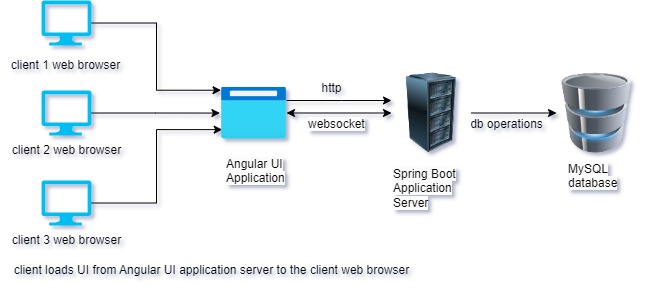 client 1 web browser
client 2 web browser
client 3 web browser
Angular UI
Application
http
websocket
Spring Boot
Application
Server
db operations
MySQL
database
client loads UI from Angular UI application server to the client web browser